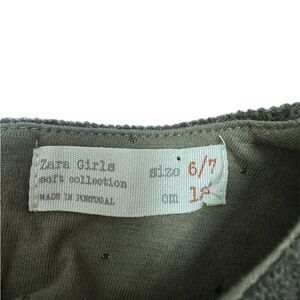 Zara Girls
soft collection
MADE IN PORTUGAL
size 6/7
cm